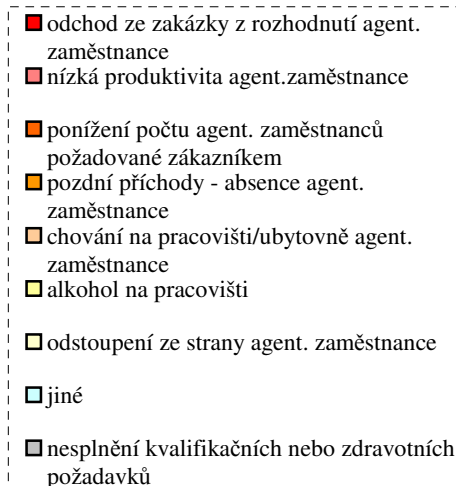 odchod ze zakázky z rozhodnutí agent.
zaměstnance
nízká produktivita agent.zaměstnance
ponížení počtu agent. zaměstnanců
požadované zákazníkem
pozdní příchody - absence agent.
zaměstnance
chování na pracovišti/ubytovně agent.
zaměstnance
alkohol na pracovišti
odstoupení ze strany agent. zaměstnance
jiné
nesplnění kvalifikačních nebo zdravotních
požadavků